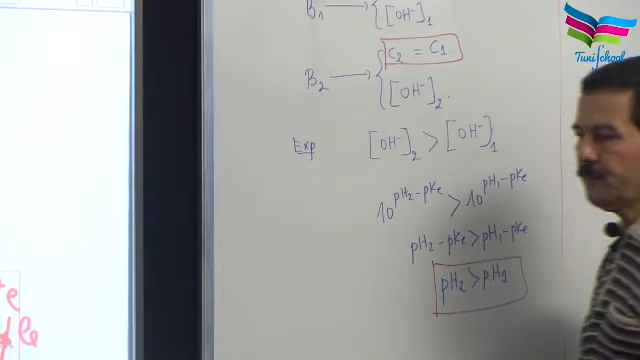 B₁ → { [OH⁻]₁
C₂ = C₁.
B₂ → { [OH⁻]₂.
Exp [OH⁻]₂ > [OH⁻]₁
10^(pH₂-pKe) > 10^(pH₁-pKe)
pH₂-pKe > pH₁-pKe
pH₂ > pH₁
TuniSchool